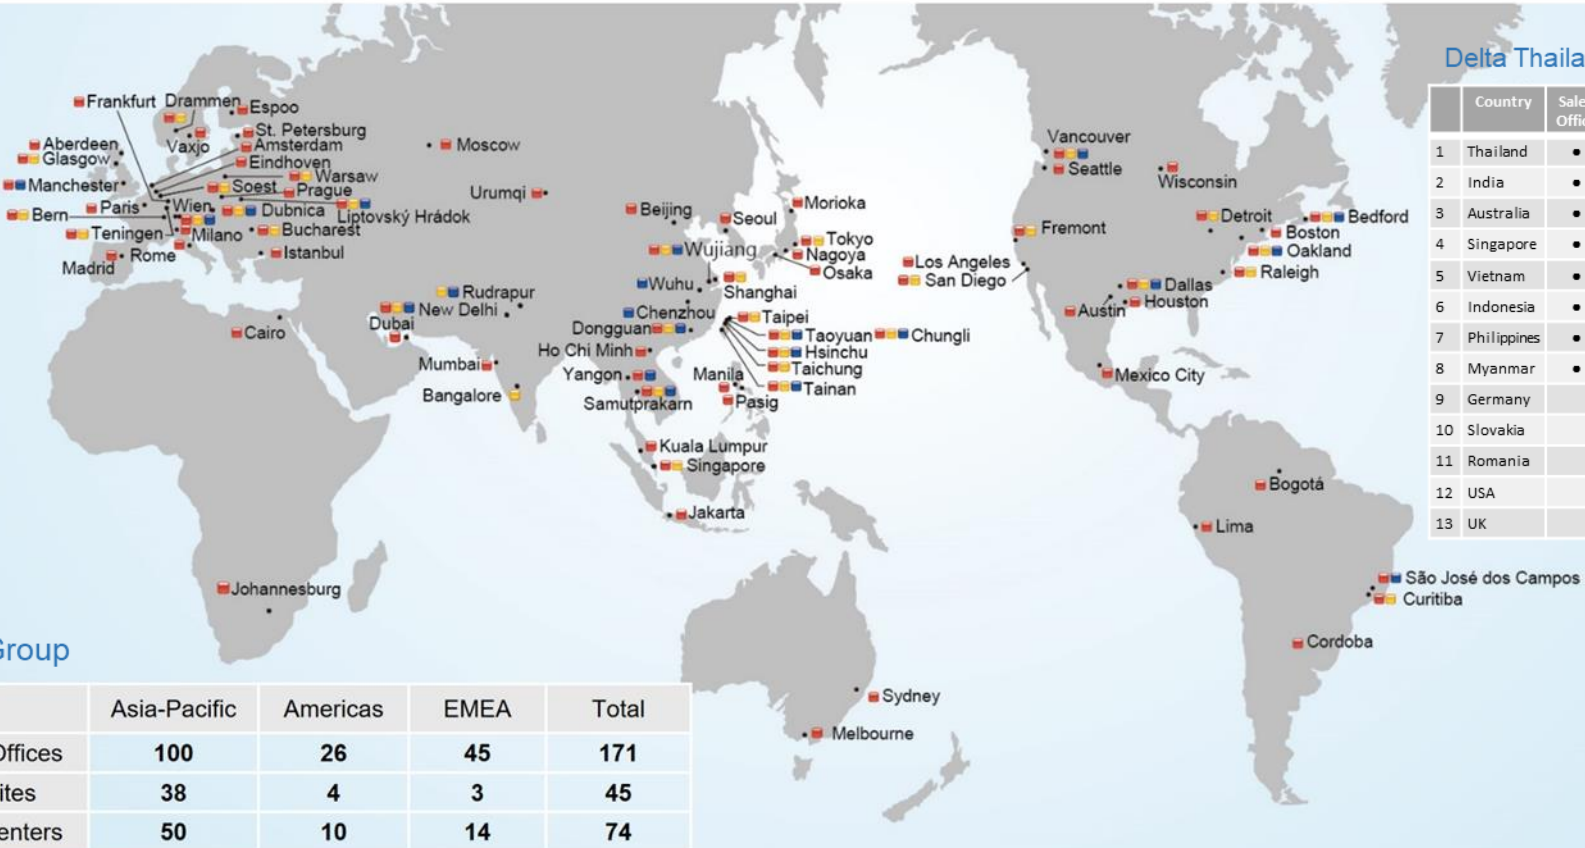 Delta Thaila
Country Sale
Offic
1 Thailand •
2 India •
3 Australia •
4 Singapore •
5 Vietnam •
6 Indonesia •
7 Philippines •
8 Myanmar •
9 Germany
10 Slovakia
11 Romania
12 USA
13 UK
Frankfurt
Drammen
Espoo
Aberdeen
Glasgow
Vaxjo
St. Petersburg
Amsterdam
Eindhoven
Moscow
Manchester
Soest
Warsaw
Prague
Paris
Wien
Dubnica
Liptovský Hrádok
Bern
Teningen
Milano
Bucharest
Madrid
Rome
Istanbul
Urumqi
Beijing
Seoul
Morioka
Tokyo
Nagoya
Osaka
Wujiang
Wuhu
Shanghai
Rudrapur
New Delhi
Chenzhou
Dongguan
Taipei
Taoyuan
Chungli
Hsinchu
Taichung
Tainan
Cairo
Dubai
Mumbai
Bangalore
Ho Chi Minh
Yangon
Samutprakarn
Manila
Pasig
Kuala Lumpur
Singapore
Jakarta
Johannesburg
Sydney
Melbourne
Vancouver
Seattle
Wisconsin
Fremont
Detroit
Bedford
Boston
Oakland
Raleigh
Los Angeles
San Diego
Dallas
Austin
Houston
Mexico City
Bogotá
Lima
São José dos Campos
Curitiba
Cordoba
Group
Asia-Pacific Americas EMEA Total
Offices 100 26 45 171
ites 38 4 3 45
enters 50 10 14 74